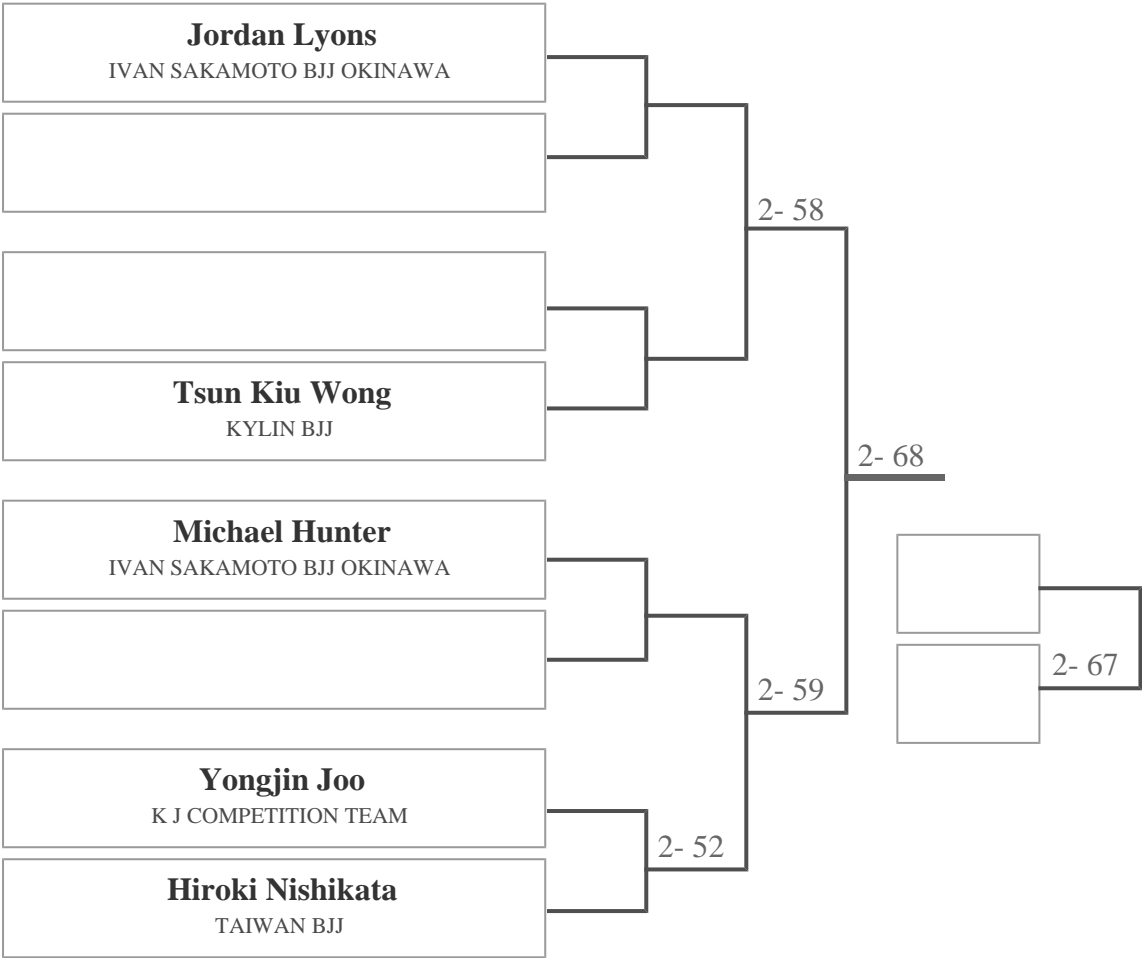 Jordan Lyons
IVAN SAKAMOTO BJJ OKINAWA
2- 58
Tsun Kiu Wong
KYLIN BJJ
2- 68
Michael Hunter
IVAN SAKAMOTO BJJ OKINAWA
2- 67
2- 59
Yongjin Joo
K J COMPETITION TEAM
2- 52
Hiroki Nishikata
TAIWAN BJJ